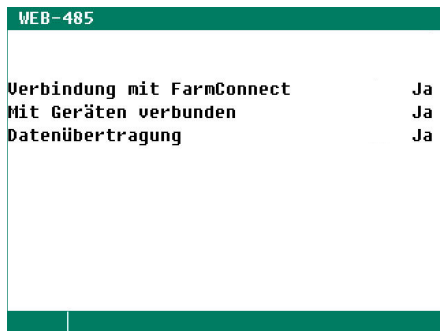 WEB-485
Verbindung mit FarmConnect Ja
Mit Geräten verbunden Ja
Datenübertragung Ja